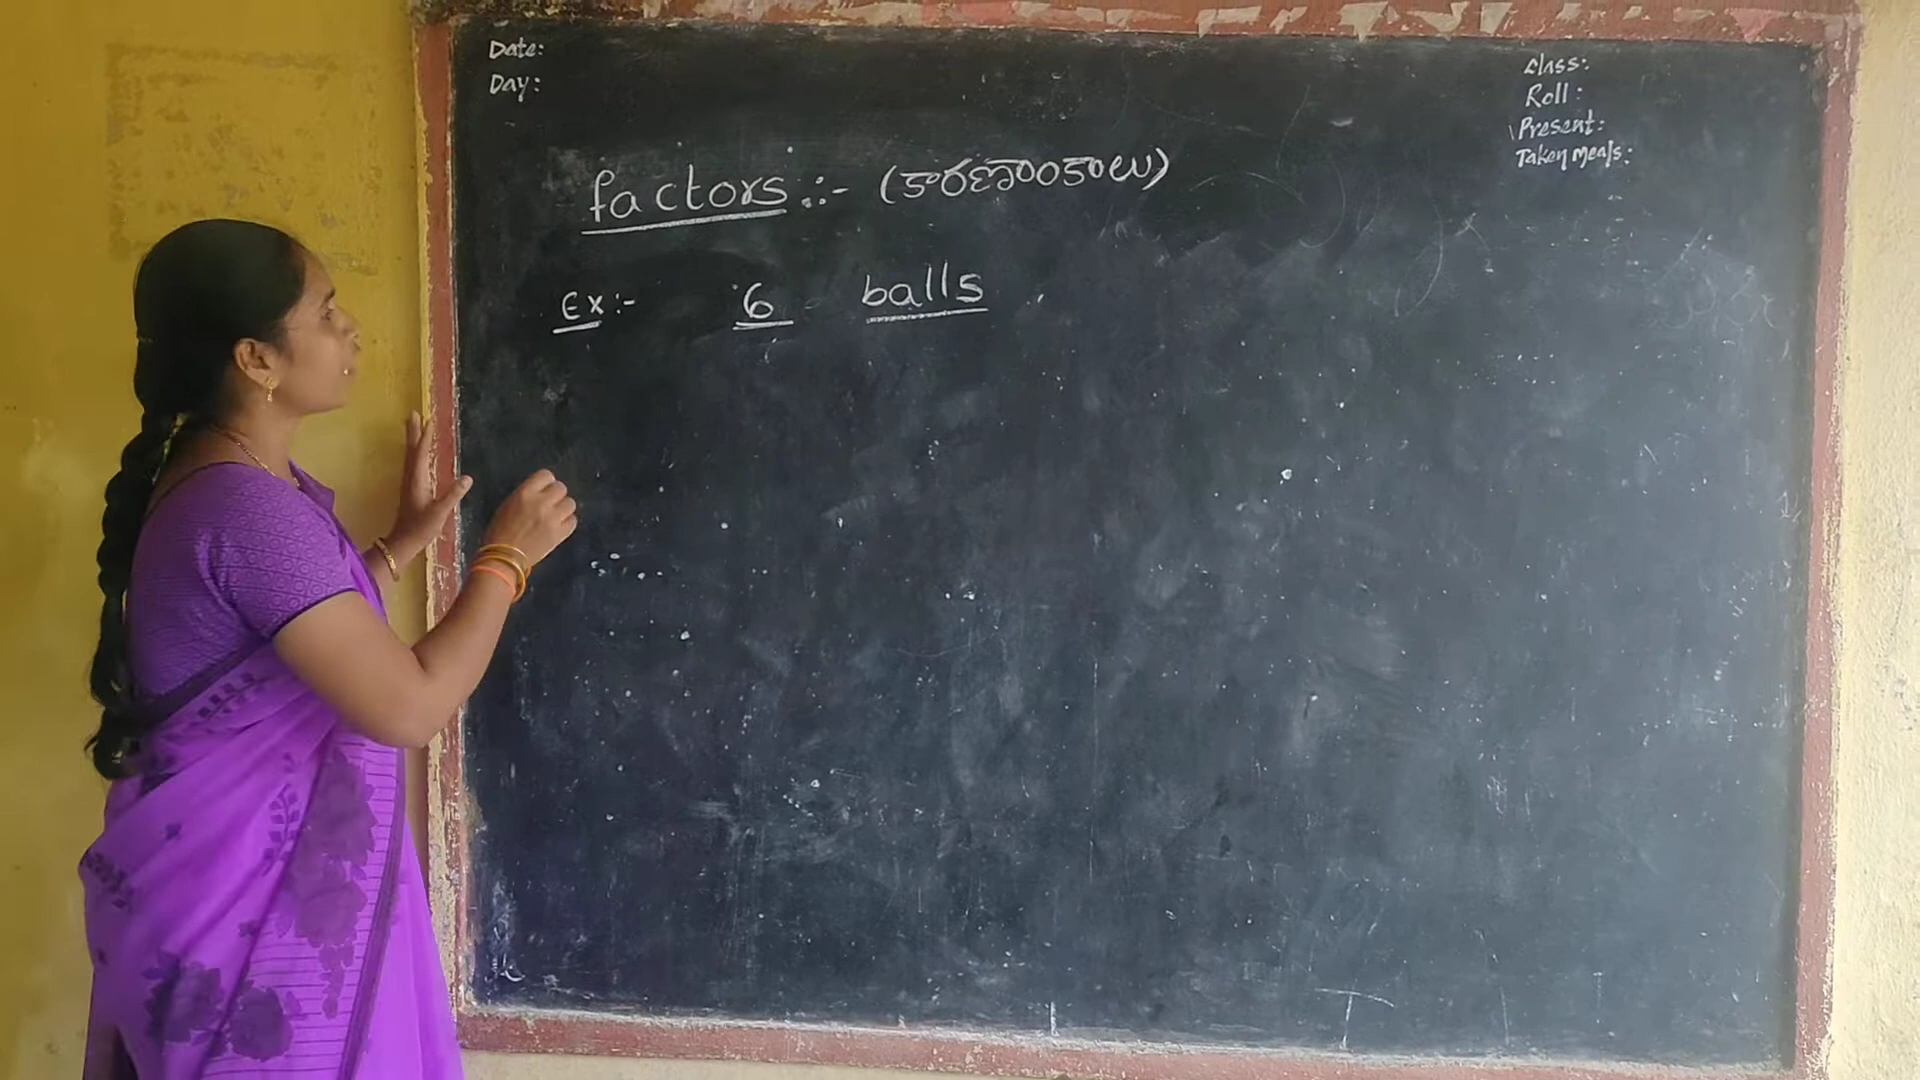 Date:
Day:
Class:
Roll:
Present:
Taken meals:
factors :- (కారణాంకాలు)
Ex:- 6 balls